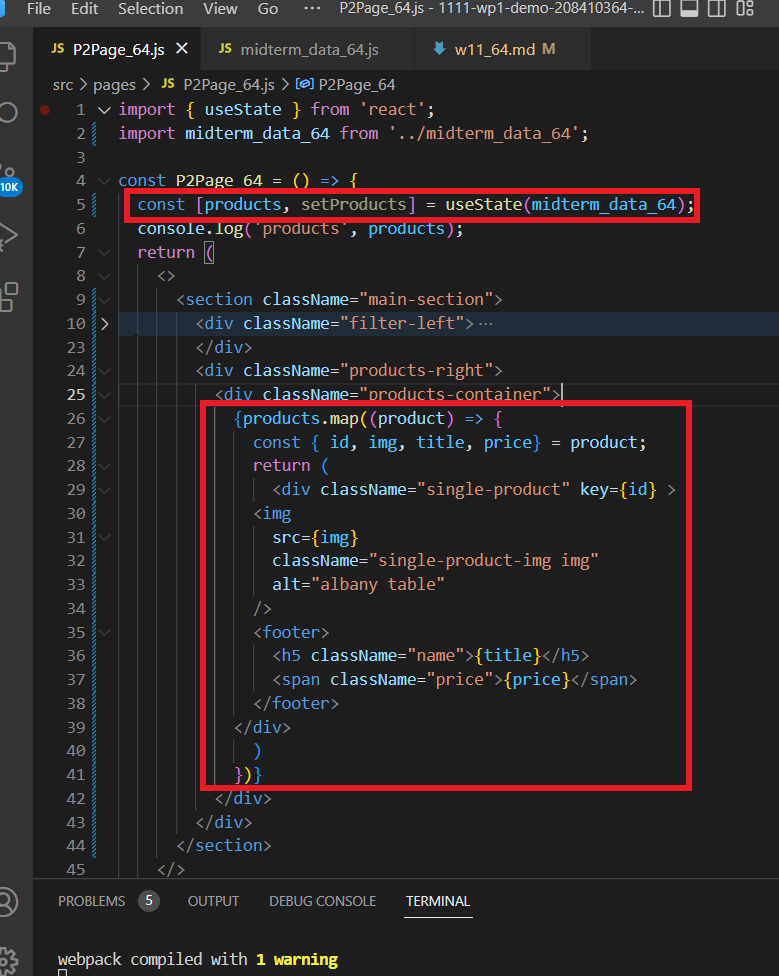 File Edit Selection View Go ··· P2Page_64.js - 1111-wp1-demo-208410364-...
JS P2Page_64.js × JS midterm_data_64.js w11_64.md M
src > pages > JS P2Page_64.js > P2Page_64
10K
1 import { useState } from 'react';
2 import midterm_data_64 from '../midterm_data_64';
3
4 const P2Page_64 = () => {
5 const [products, setProducts] = useState(midterm_data_64);
6 console.log('products', products);
7 return (
8 <>
9 <section className="main-section">
10 <div className="filter-left">···
23 </div>
24 <div className="products-right">
25 <div className="products-container">
26 {products.map((product) => {
27 const { id, img, title, price} = product;
28 return (
29 <div className="single-product" key={id} >
30 <img
31 src={img}
32 className="single-product-img img"
33 alt="albany table"
34 />
35 <footer>
36 <h5 className="name">{title}</h5>
37 <span className="price">{price}</span>
38 </footer>
39 </div>
40 )
41 })}
42 </div>
43 </div>
44 </section>
45 </>
PROBLEMS 5 OUTPUT DEBUG CONSOLE TERMINAL
webpack compiled with 1 warning